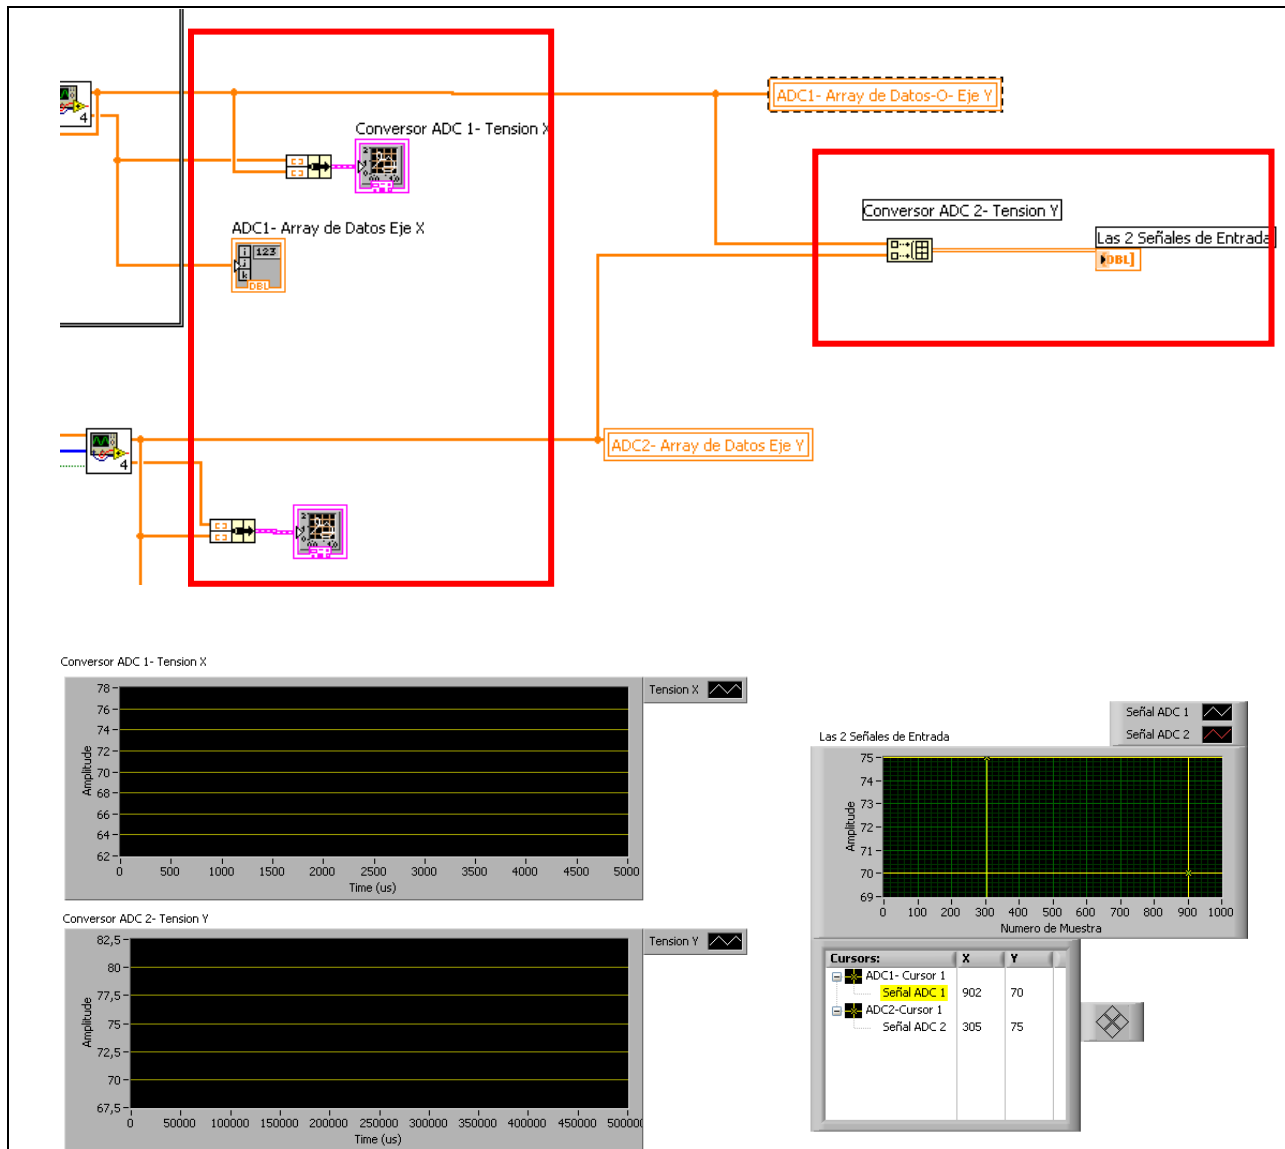 ADC1- Array de Datos-O- Eje Y
4
Conversor ADC 1- Tension X
Conversor ADC 2- Tension Y
ADC1- Array de Datos Eje X
Las 2 Señales de Entrada
i 123
j
k
DBL
DBL]
ADC2- Array de Datos Eje Y
4
Conversor ADC 1- Tension X
Tension X
78
76
74
72
70
68
66
64
62
Amplitude
0 500 1000 1500 2000 2500 3000 3500 4000 4500 5000
Time (us)
Conversor ADC 2- Tension Y
Tension Y
82,5
80
77,5
75
72,5
70
67,5
Amplitude
0 50000 100000 150000 200000 250000 300000 350000 400000 450000 500000
Time (us)
Señal ADC 1
Señal ADC 2
Las 2 Señales de Entrada
75
74
73
72
71
70
69
Amplitude
0 100 200 300 400 500 600 700 800 900 1000
Numero de Muestra
Cursors: X Y
ADC1- Cursor 1
Señal ADC 1 902 70
ADC2-Cursor 1
Señal ADC 2 305 75